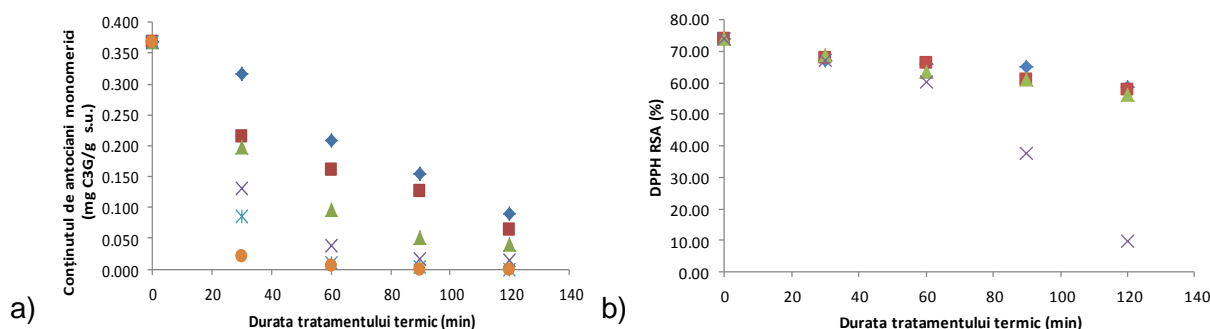 Conținutul de antociani monomerici
(mg C3G/g s.u.)
0.400
0.350
0.300
0.250
0.200
0.150
0.100
0.050
0.000
0 20 40 60 80 100 120 140
Durata tratamentului termic (min)
a)
DPPH RSA (%)
80.00
70.00
60.00
50.00
40.00
30.00
20.00
10.00
0.00
0 20 40 60 80 100 120 140
Durata tratamentului termic (min)
b)